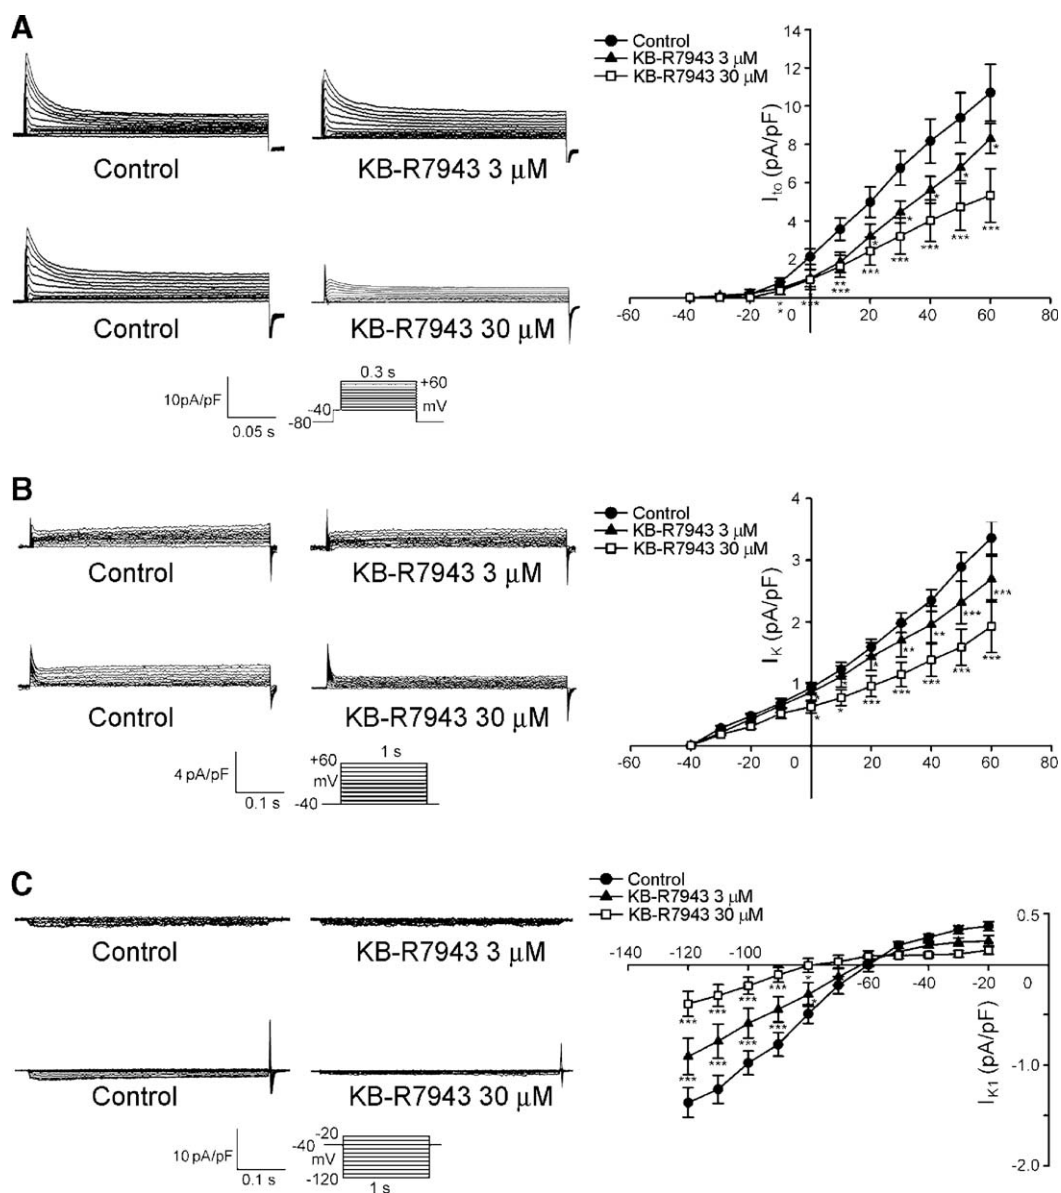 A
Control
KB-R7943 3 µM
Control
KB-R7943 30 µM
10pA/pF
0.05 s
0.3 s
+60
-40
mV
-80
Control
KB-R7943 3 µM
KB-R7943 30 µM
14
12
10
8
6
4
2
Ito (pA/pF)
-60 -40 -20 0 20 40 60 80
*
**
***
B
Control
KB-R7943 3 µM
Control
KB-R7943 30 µM
4 pA/pF
0.1 s
1 s
+60
mV
-40
Control
KB-R7943 3 µM
KB-R7943 30 µM
4
3
2
1
IK (pA/pF)
-60 -40 -20 0 20 40 60 80
*
**
***
C
Control
KB-R7943 3 µM
Control
KB-R7943 30 µM
10 pA/pF
0.1 s
-20
-40
mV
-120
1 s
Control
KB-R7943 3 µM
KB-R7943 30 µM
0.5
-140 -120 -100 -60 -40 -20 0
-1.0
-2.0
IK1 (pA/pF)
*
***